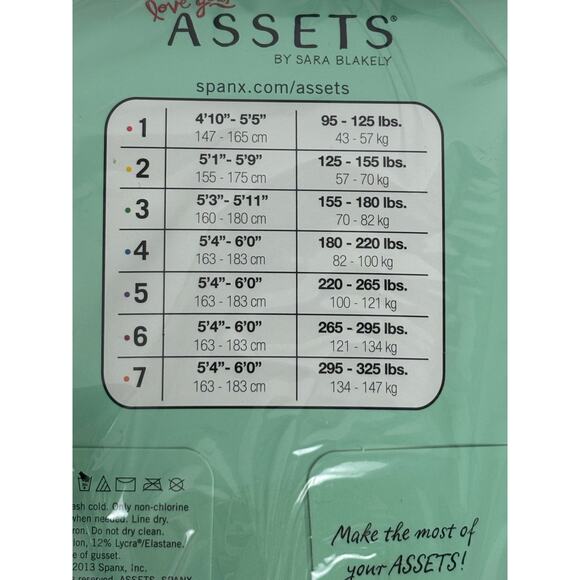 love your
ASSETS®
BY SARA BLAKELY
spanx.com/assets
1 4'10"- 5'5" 95 - 125 lbs.
147 - 165 cm 43 - 57 kg
2 5'1"- 5'9" 125 - 155 lbs.
155 - 175 cm 57 - 70 kg
3 5'3"- 5'11" 155 - 180 lbs.
160 - 180 cm 70 - 82 kg
4 5'4"- 6'0" 180 - 220 lbs.
163 - 183 cm 82 - 100 kg
5 5'4"- 6'0" 220 - 265 lbs.
163 - 183 cm 100 - 121 kg
6 5'4"- 6'0" 265 - 295 lbs.
163 - 183 cm 121 - 134 kg
7 5'4"- 6'0" 295 - 325 lbs.
163 - 183 cm 134 - 147 kg
ash cold. Only non-chlorine
when needed. Line dry.
ron. Do not dry clean.
lon, 12% Lycra®/Elastane.
e of gusset.
2013 Spanx, Inc.
reserved. ASSETS, SPANX
Make the most of
your ASSETS!